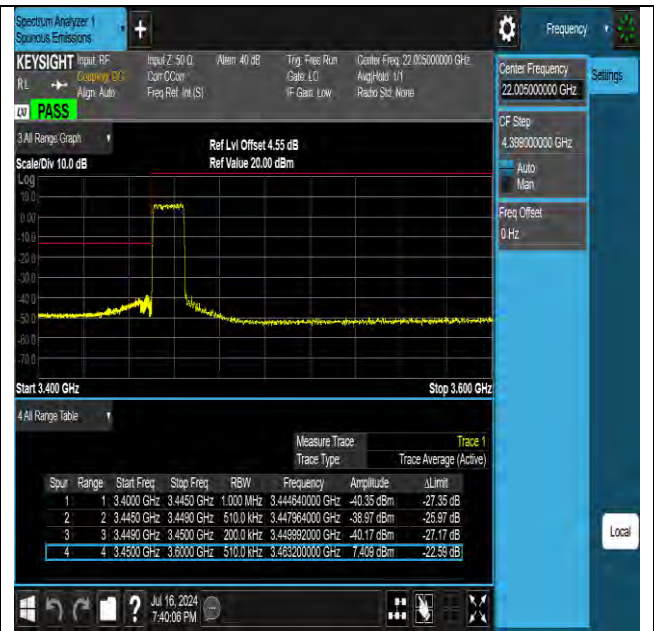 Spectrum Analyzer 1
Spurious Emissions
+
Frequency
KEYSIGHT Input: RF Input Z: 50 Ω Atten: 40 dB Trig: Free Run Center Freq: 22.005000000 GHz
RL Coupling: DC Corr CCorr Gate: LO Avg|Hold: 1/1
Align: Auto Freq Ref: Int (S) IF Gain: Low Radio Std: None
LXI PASS
3 All Range Graph
Ref Lvl Offset 4.55 dB
Scale/Div 10.0 dB Ref Value 20.00 dBm
Log
10.0
0.00
-10.0
-20.0
-30.0
-40.0
-50.0
-60.0
-70.0
Start 3.400 GHz Stop 3.600 GHz
4 All Range Table
Measure Trace Trace 1
Trace Type Trace Average (Active)
Spur Range Start Freq Stop Freq RBW Frequency Amplitude ΔLimit
1 1 3.4000 GHz 3.4450 GHz 1.000 MHz 3.444640000 GHz -40.35 dBm -27.35 dB
2 2 3.4450 GHz 3.4490 GHz 510.0 kHz 3.447964000 GHz -38.97 dBm -25.97 dB
3 3 3.4490 GHz 3.4500 GHz 200.0 kHz 3.449992000 GHz -40.17 dBm -27.17 dB
4 4 3.4500 GHz 3.6000 GHz 510.0 kHz 3.463200000 GHz 7.409 dBm -22.59 dB
Center Frequency
22.005000000 GHz
Settings
CF Step
4.399000000 GHz
Auto
Man
Freq Offset
0 Hz
Local
? Jul 16, 2024
7:40:06 PM